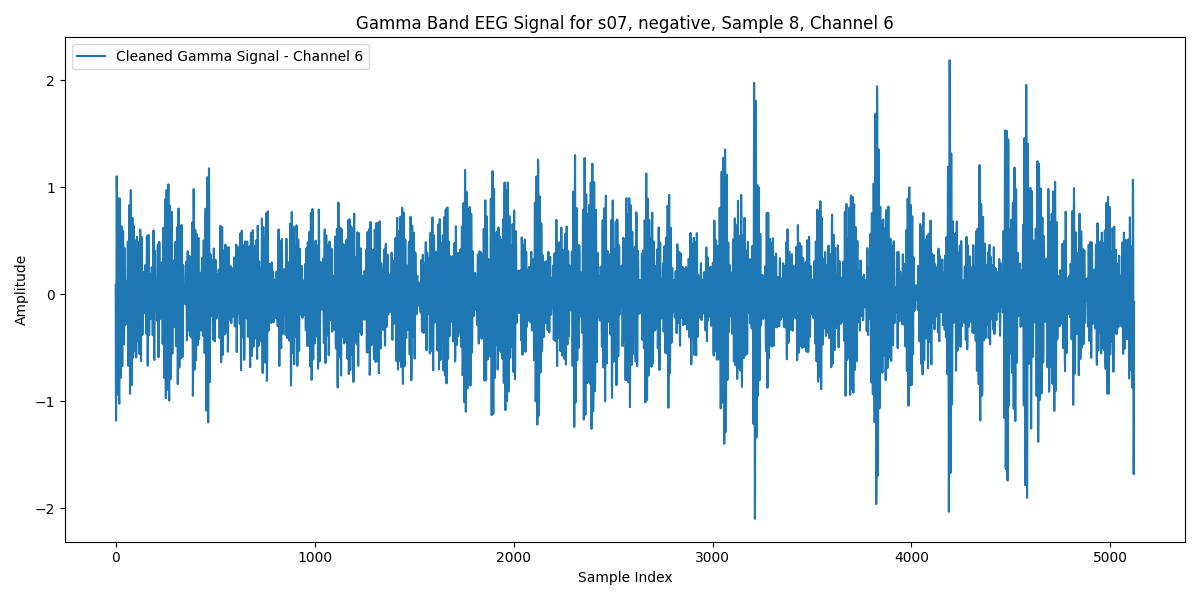 Gamma Band EEG Signal for s07, negative, Sample 8, Channel 6
Cleaned Gamma Signal - Channel 6
2
1
0
−1
−2
Amplitude
0 1000 2000 3000 4000 5000
Sample Index